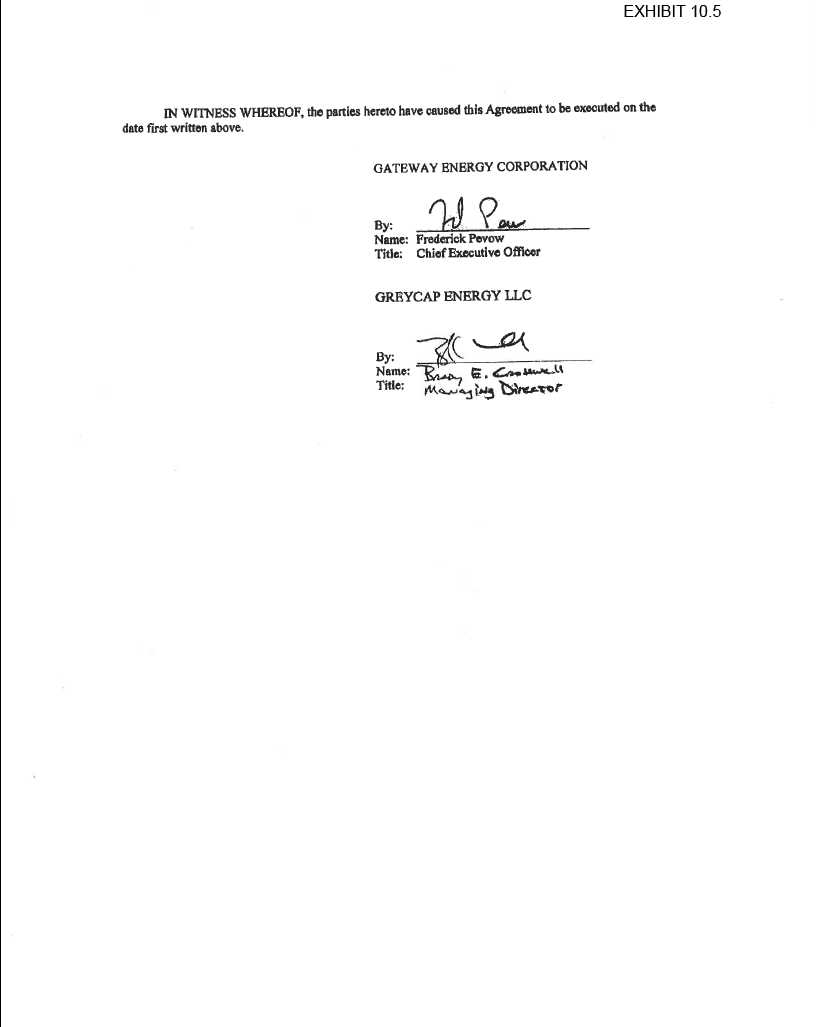 EXHIBIT 10.5
IN WITNESS WHEREOF, the parties hereto have caused this Agreement to be executed on the
date first written above.
GATEWAY ENERGY CORPORATION
By:
Name: Frederick Pevow
Title: Chief Executive Officer
GREYCAP ENERGY LLC
By:
Name: E.
Title: Managing Director